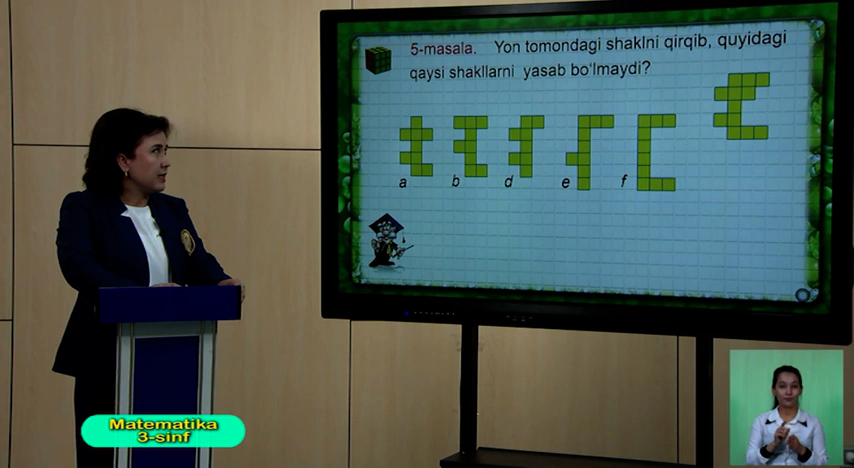 5-masala. Yon tomondagi shaklni qirqib, quyidagi
qaysi shakllarni yasab bo'lmaydi?
a b d e f
Matematika
3-sinf